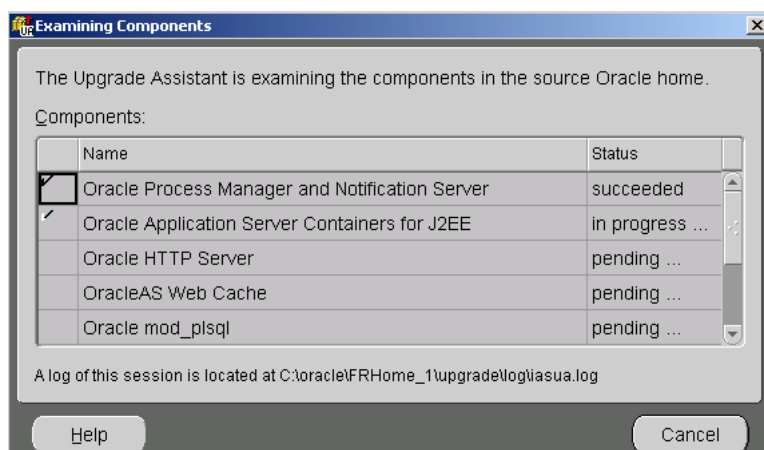 Examining Components
The Upgrade Assistant is examining the components in the source Oracle home.
Components:
Name Status
Oracle Process Manager and Notification Server succeeded
Oracle Application Server Containers for J2EE in progress ...
Oracle HTTP Server pending ...
OracleAS Web Cache pending ...
Oracle mod_plsql pending ...
A log of this session is located at C:\oracle\FRHome_1\upgrade\log\iasua.log
Help Cancel